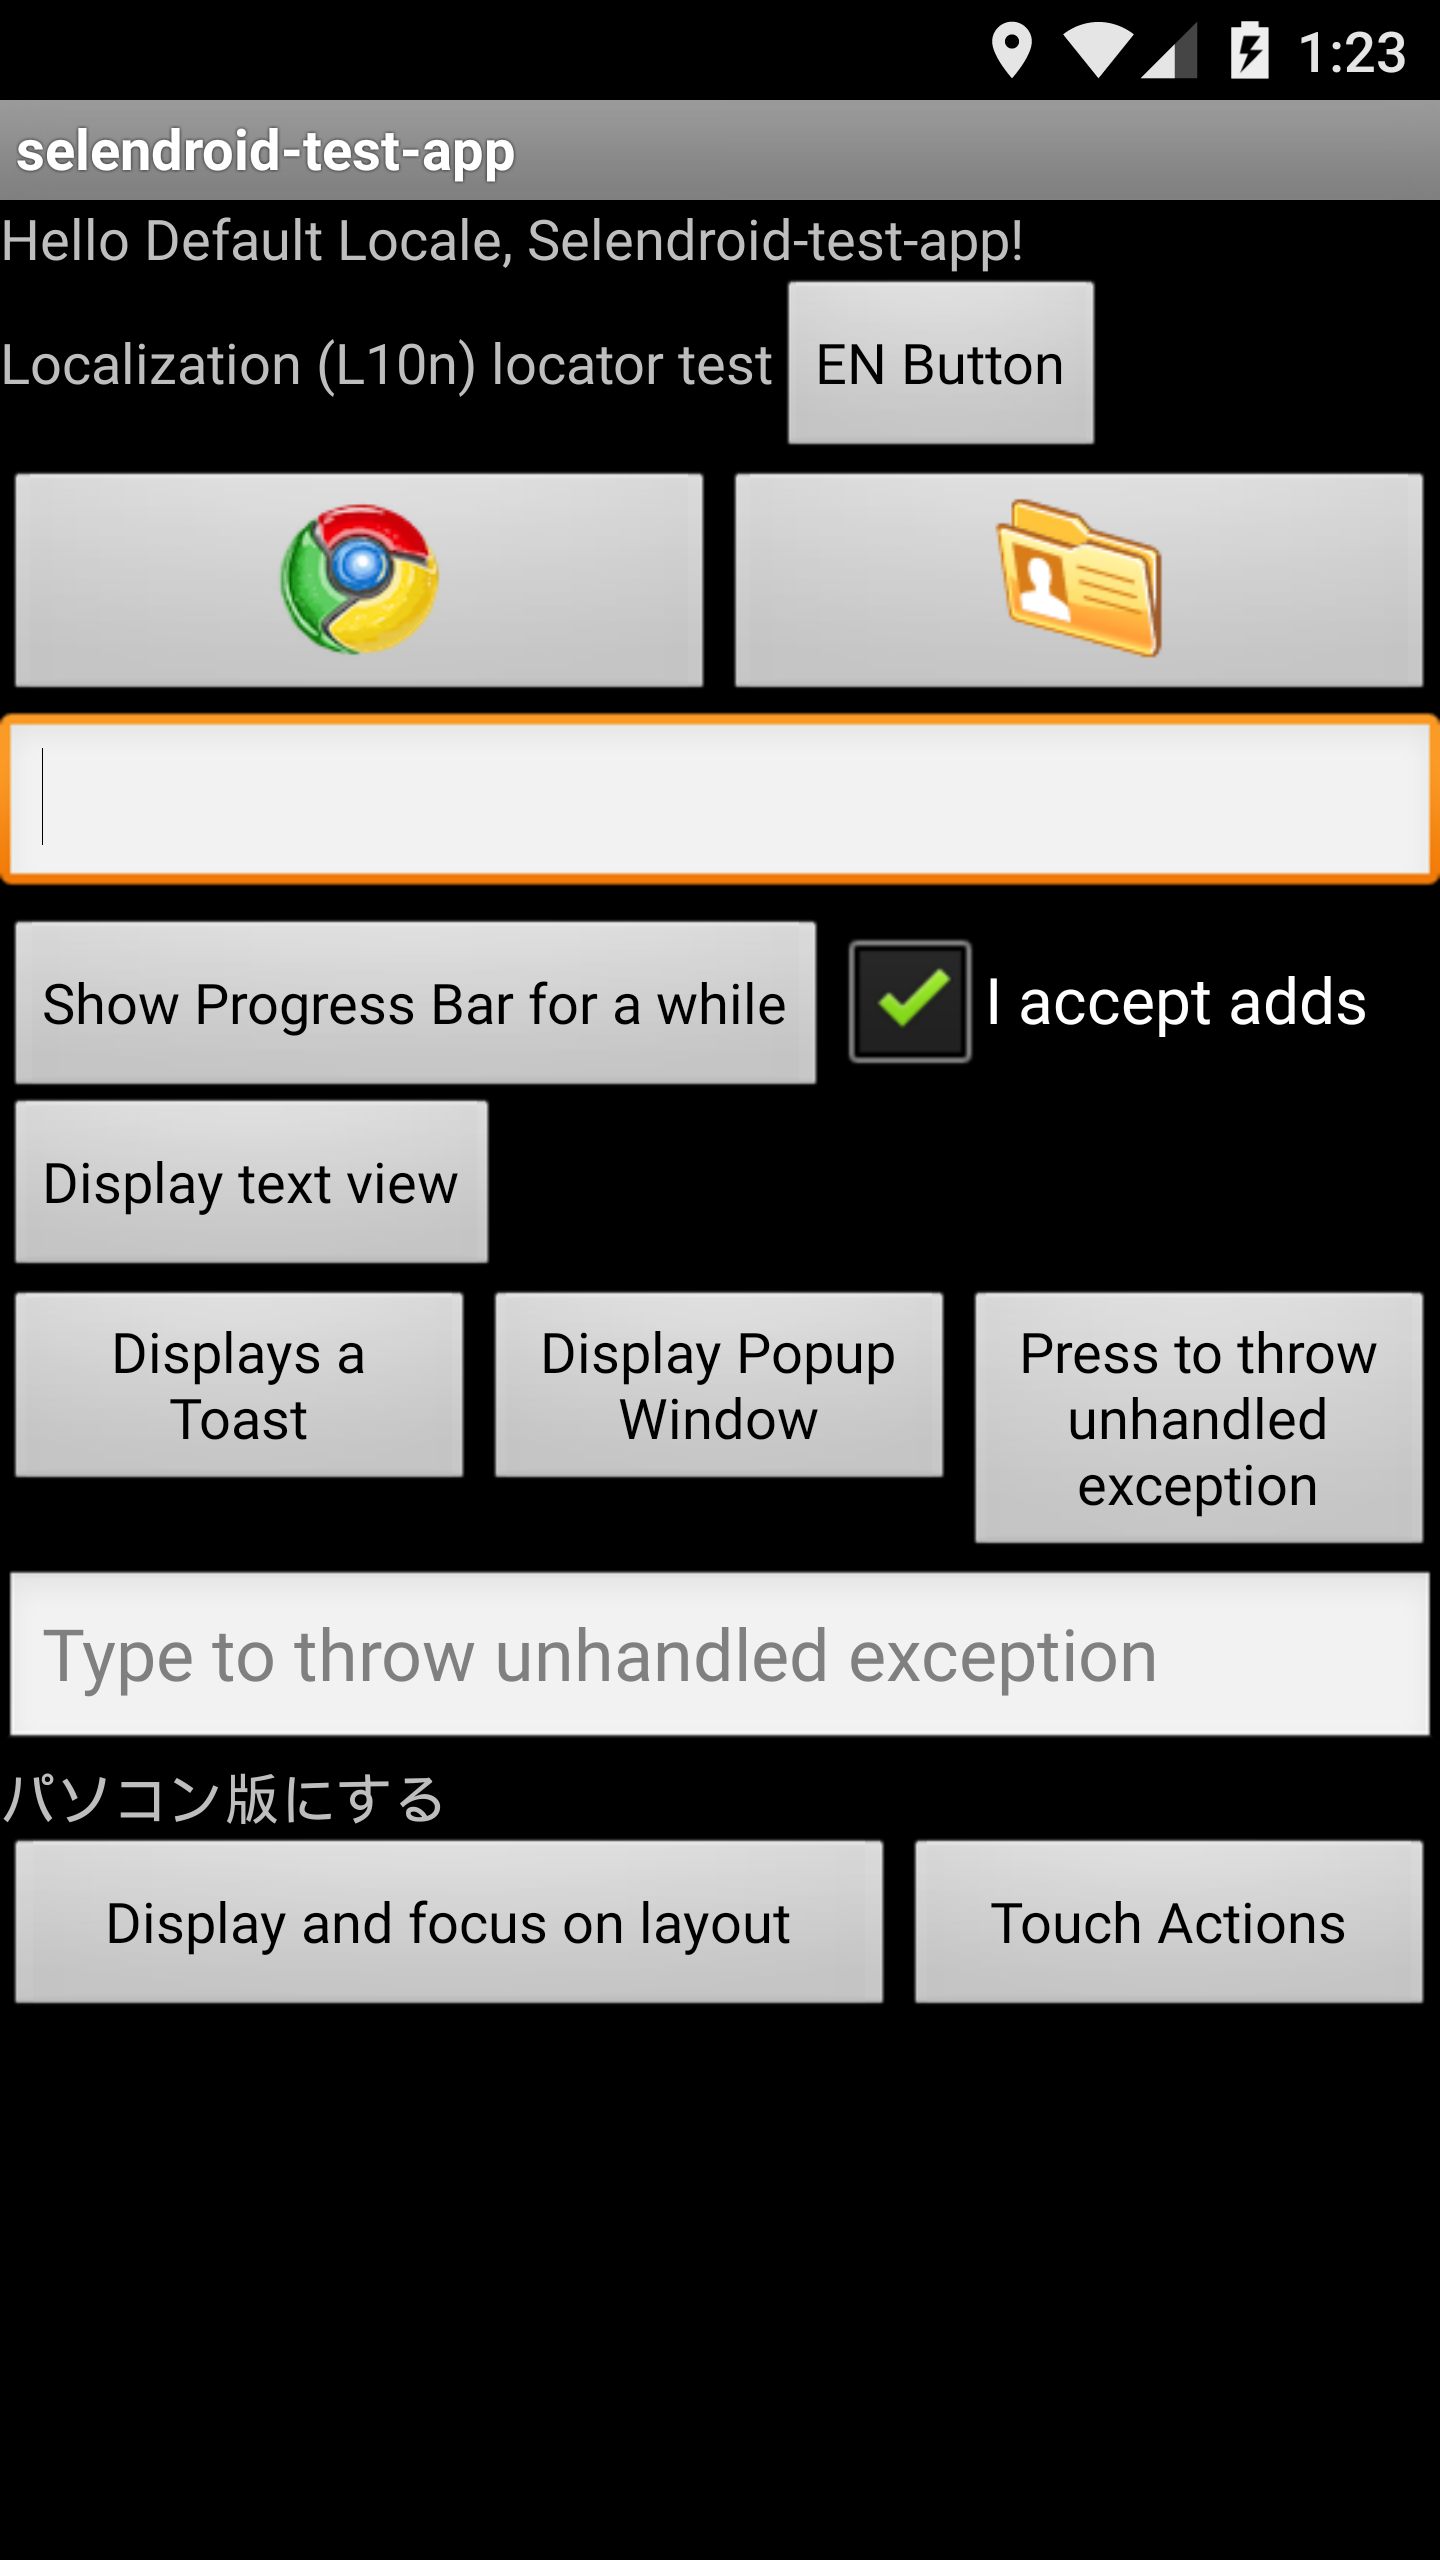 1:23
selendroid-test-app
Hello Default Locale, Selendroid-test-app!
Localization (L10n) locator test
EN Button
Show Progress Bar for a while
I accept adds
Display text view
Displays a
Toast
Display Popup
Window
Press to throw
unhandled
exception
Type to throw unhandled exception
パソコン版にする
Display and focus on layout
Touch Actions